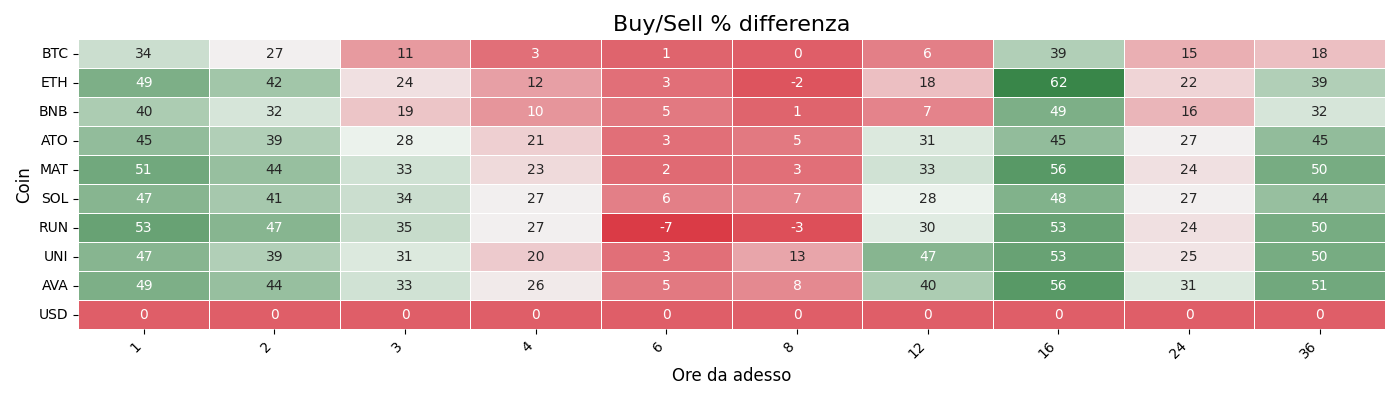 Buy/Sell % differenza
Coin
BTC 34 27 11 3 1 0 6 39 15 18
ETH 49 42 24 12 3 -2 18 62 22 39
BNB 40 32 19 10 5 1 7 49 16 32
ATO 45 39 28 21 3 5 31 45 27 45
MAT 51 44 33 23 2 3 33 56 24 50
SOL 47 41 34 27 6 7 28 48 27 44
RUN 53 47 35 27 -7 -3 30 53 24 50
UNI 47 39 31 20 3 13 47 53 25 50
AVA 49 44 33 26 5 8 40 56 31 51
USD 0 0 0 0 0 0 0 0 0 0
1 2 3 4 6 8 12 16 24 36
Ore da adesso